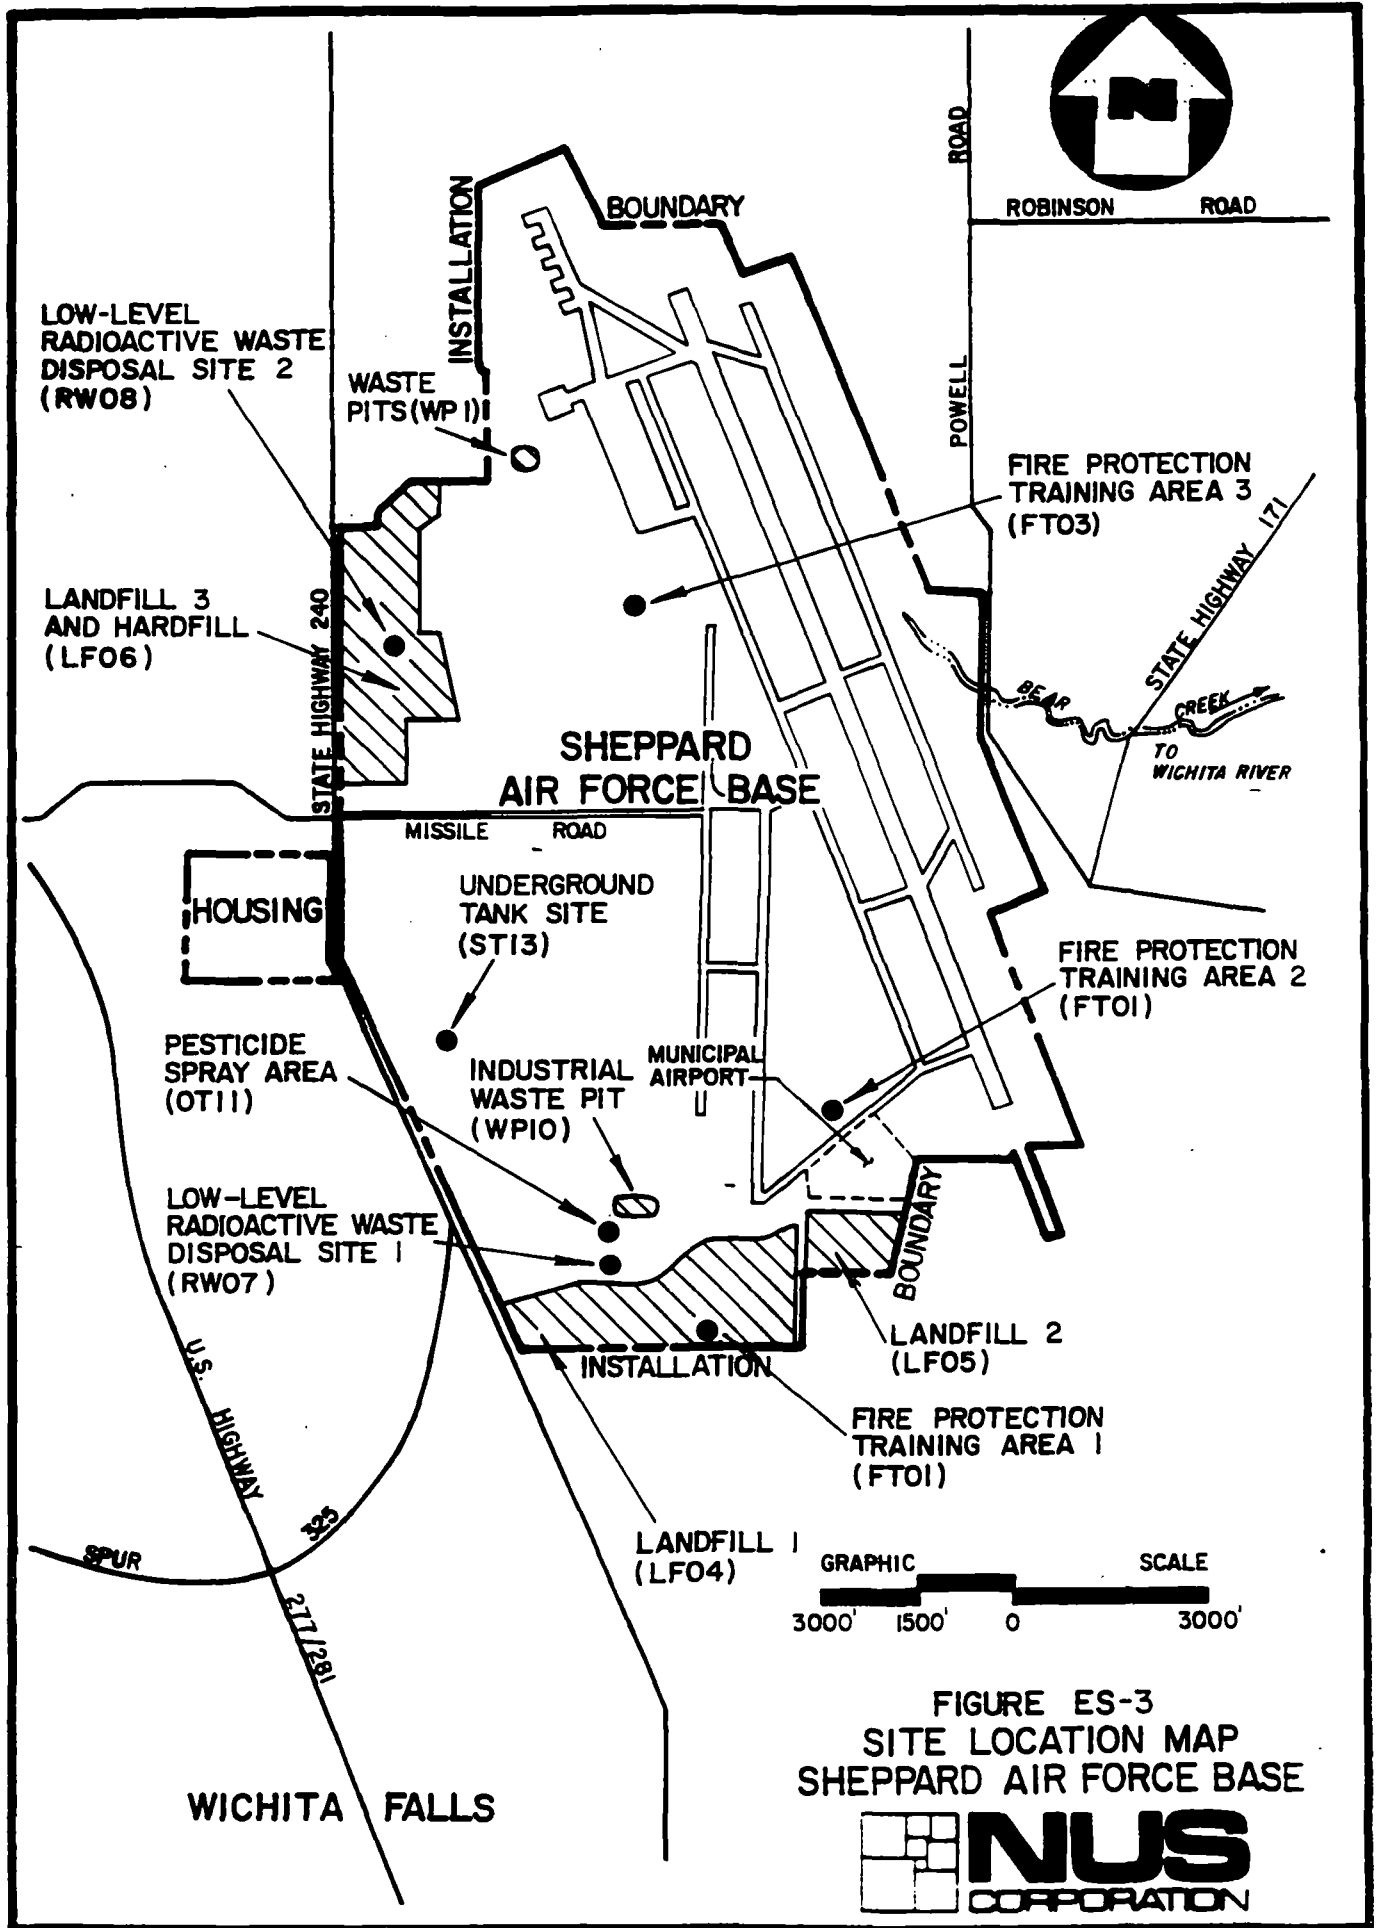 N
ROAD
ROBINSON ROAD
BOUNDARY
INSTALLATION
LOW-LEVEL
RADIOACTIVE WASTE
DISPOSAL SITE 2
(RW08)
WASTE
PITS(WP1)
POWELL
FIRE PROTECTION
TRAINING AREA 3
(FT03)
STATE HIGHWAY 171
LANDFILL 3
AND HARDFILL
(LF06)
STATE HIGHWAY 240
BEAR CREEK
TO
WICHITA RIVER
SHEPPARD
AIR FORCE BASE
MISSILE ROAD
HOUSING
UNDERGROUND
TANK SITE
(ST13)
FIRE PROTECTION
TRAINING AREA 2
(FT01)
PESTICIDE
SPRAY AREA
(OT11)
INDUSTRIAL
WASTE PIT
(WP10)
MUNICIPAL
AIRPORT
LOW-LEVEL
RADIOACTIVE WASTE
DISPOSAL SITE 1
(RW07)
BOUNDARY
LANDFILL 2
(LF05)
INSTALLATION
FIRE PROTECTION
TRAINING AREA 1
(FT01)
U.S. HIGHWAY
277/281
SPUR 325
LANDFILL 1
(LF04)
GRAPHIC SCALE
3000' 1500' 0 3000'
FIGURE ES-3
SITE LOCATION MAP
SHEPPARD AIR FORCE BASE
WICHITA FALLS
NUS
CORPORATION